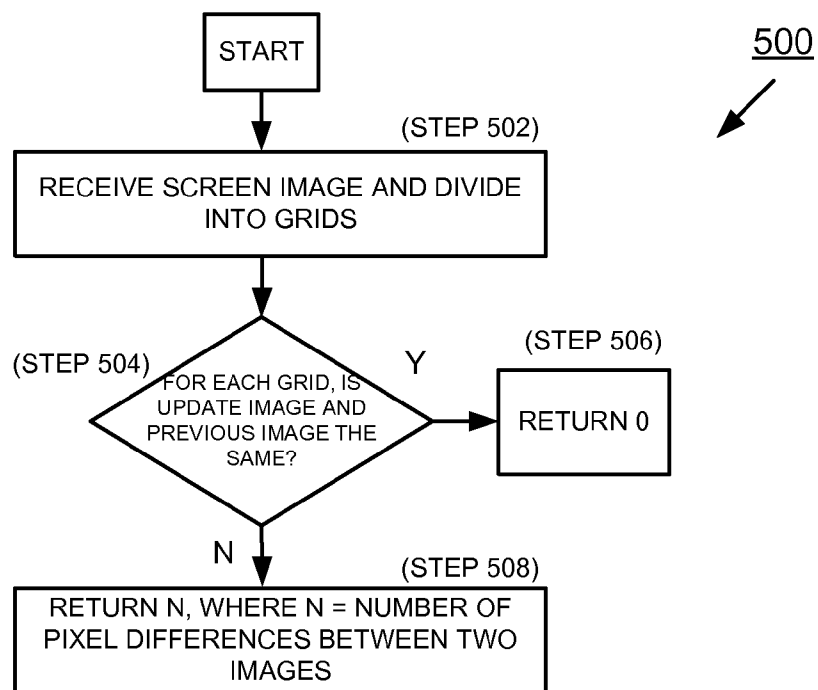 START
500
(STEP 502)
RECEIVE SCREEN IMAGE AND DIVIDE
INTO GRIDS
(STEP 504)
FOR EACH GRID, IS
UPDATE IMAGE AND
PREVIOUS IMAGE THE
SAME?
Y
(STEP 506)
RETURN 0
N
(STEP 508)
RETURN N, WHERE N = NUMBER OF
PIXEL DIFFERENCES BETWEEN TWO
IMAGES